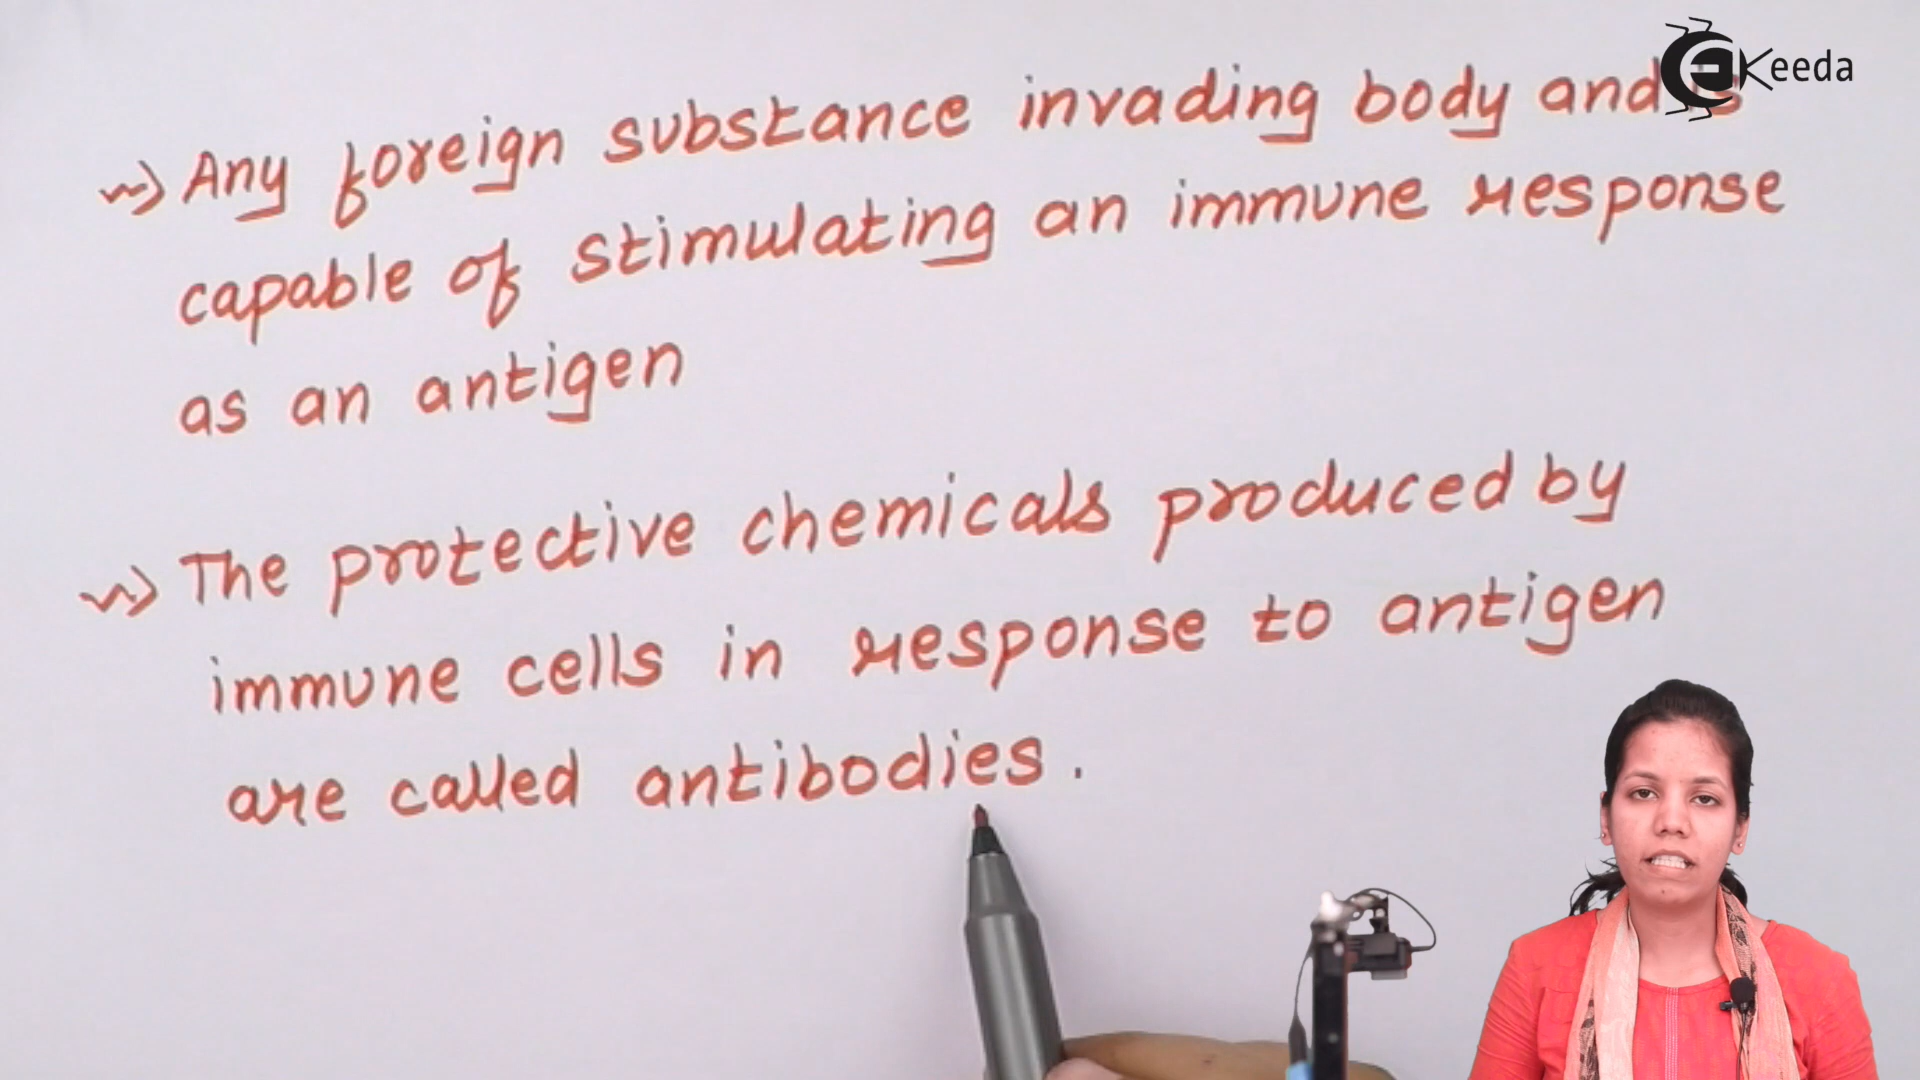 Keeda
Any foreign substance invading body and is
capable of stimulating an immune response
as an antigen
The protective chemicals produced by
immune cells in response to antigen
are called antibodies.